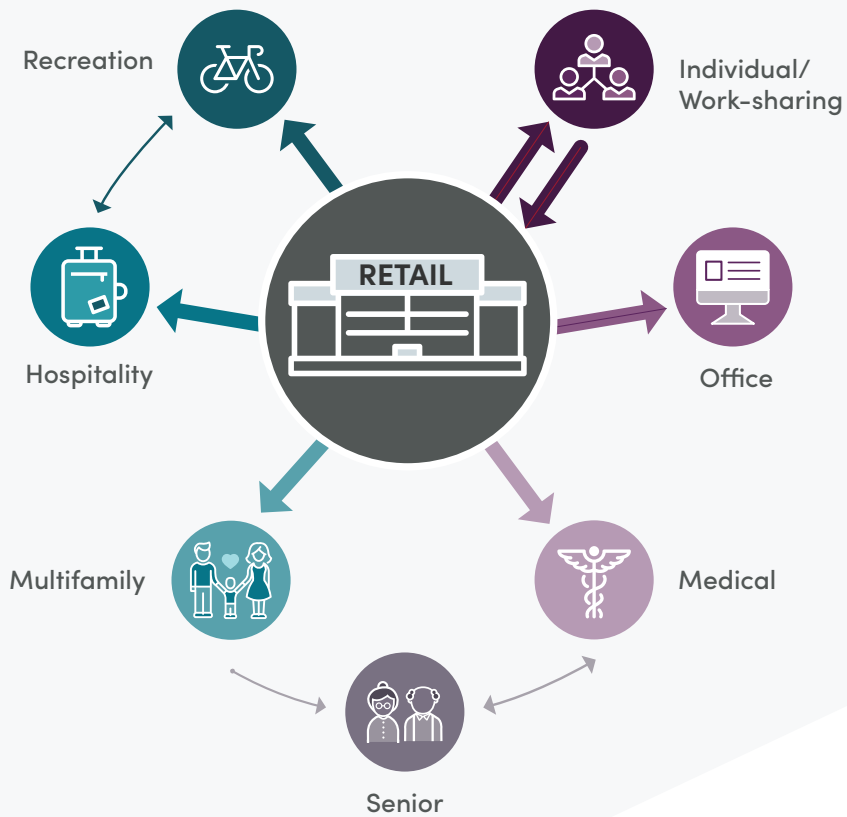 Recreation
Individual/
Work-sharing
RETAIL
Hospitality
Office
Multifamily
Medical
Senior